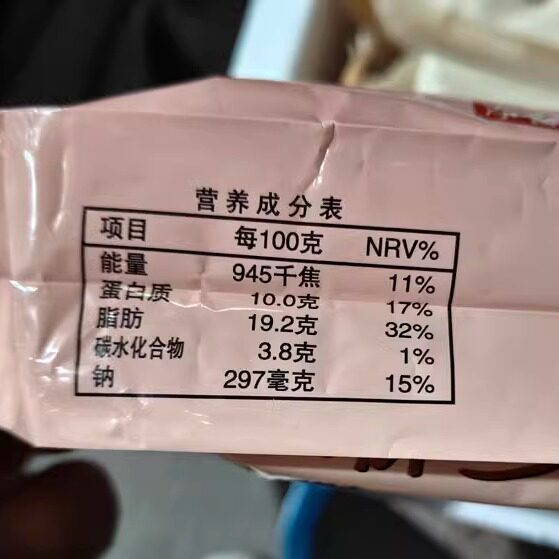 营养成分表
项目 每100克 NRV%
能量 945千焦 11%
蛋白质 10.0克 17%
脂肪 19.2克 32%
碳水化合物 3.8克 1%
钠 297毫克 15%